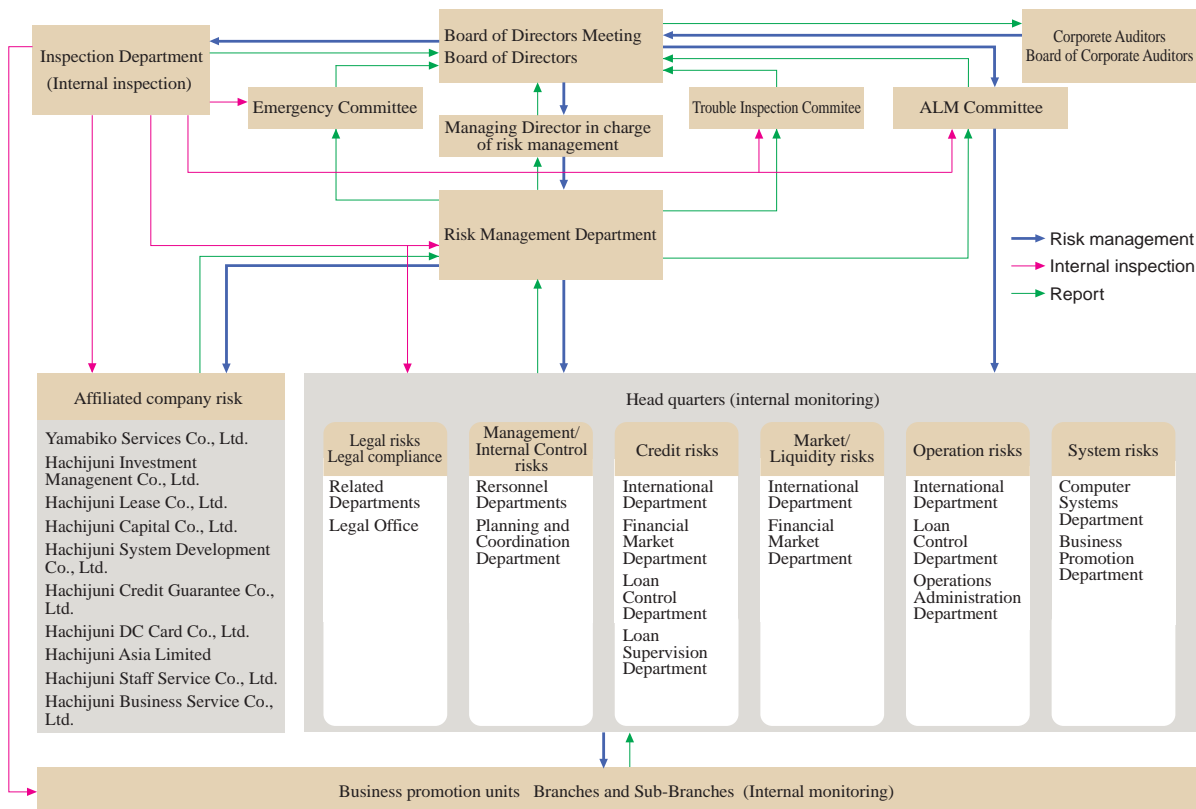 Inspection Department
(Internal inspection)
Board of Directors Meeting
Board of Directors
Corporete Auditors
Board of Corporate Auditors
Emergency Committee
Managing Director in charge
of risk management
Trouble Inspection Commitee
ALM Committee
Risk Management Department
Risk management
Internal inspection
Report
Affiliated company risk
Yamabiko Services Co., Ltd.
Hachijuni Investment
Managenent Co., Ltd.
Hachijuni Lease Co., Ltd.
Hachijuni Capital Co., Ltd.
Hachijuni System Development
Co., Ltd.
Hachijuni Credit Guarantee Co.,
Ltd.
Hachijuni DC Card Co., Ltd.
Hachijuni Asia Limited
Hachijuni Staff Service Co., Ltd.
Hachijuni Business Service Co.,
Ltd.
Head quarters (internal monitoring)
Legal risks
Legal compliance
Related
Departments
Legal Office
Management/
Internal Control
risks
Rersonnel
Departments
Planning and
Coordination
Department
Credit risks
International
Department
Financial
Market
Department
Loan
Control
Department
Loan
Supervision
Department
Market/
Liquidity risks
International
Department
Financial
Market
Department
Operation risks
International
Department
Loan
Control
Department
Operations
Administration
Department
System risks
Computer
Systems
Department
Business
Promotion
Department
Business promotion units Branches and Sub-Branches (Internal monitoring)